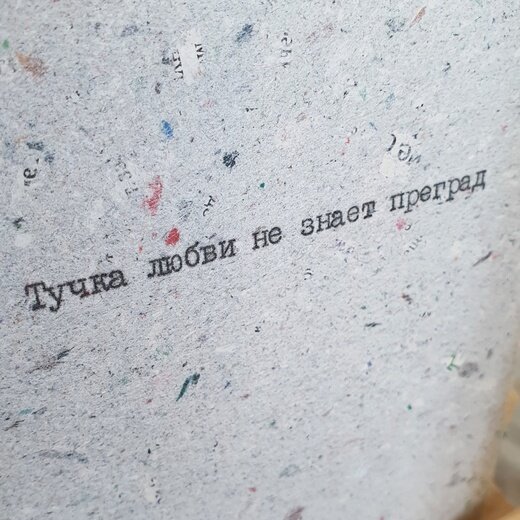 Тучка любви не знает преград